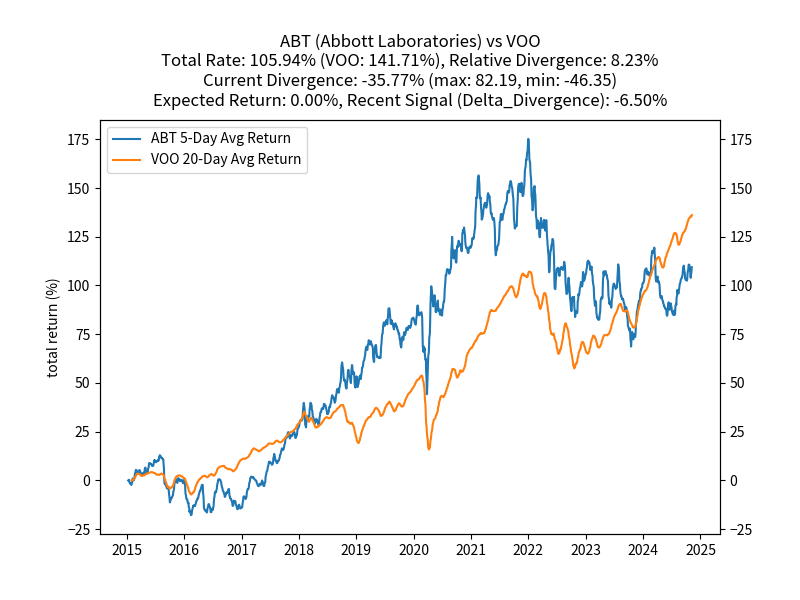 ABT (Abbott Laboratories) vs VOO
Total Rate: 105.94% (VOO: 141.71%), Relative Divergence: 8.23%
Current Divergence: -35.77% (max: 82.19, min: -46.35)
Expected Return: 0.00%, Recent Signal (Delta_Divergence): -6.50%
ABT 5-Day Avg Return
VOO 20-Day Avg Return
total return (%)
175
150
125
100
75
50
25
0
−25
175
150
125
100
75
50
25
0
−25
2015 2016 2017 2018 2019 2020 2021 2022 2023 2024 2025